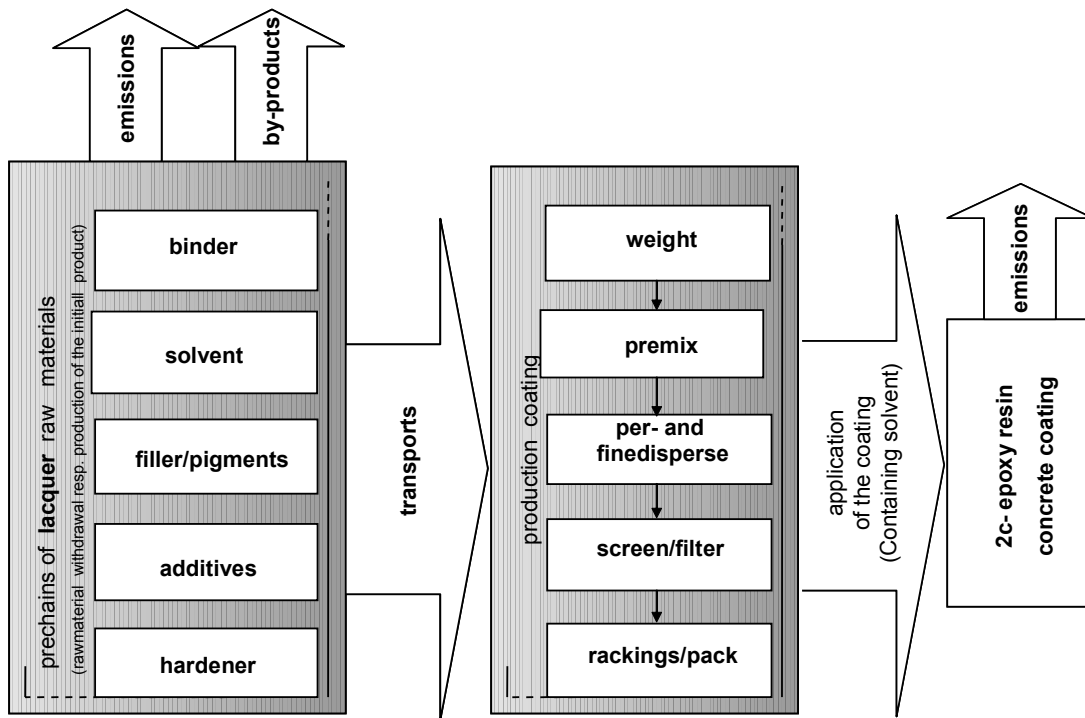 emissions
by-products
prechains of lacquer raw materials
(rawmaterial withdrawal resp. production of the initiall product)
binder
solvent
filler/pigments
additives
hardener
transports
production coating
weight
premix
per- and
finedisperse
screen/filter
rackings/pack
application
of the coating
(Containing solvent)
emissions
2c- epoxy resin
concrete coating